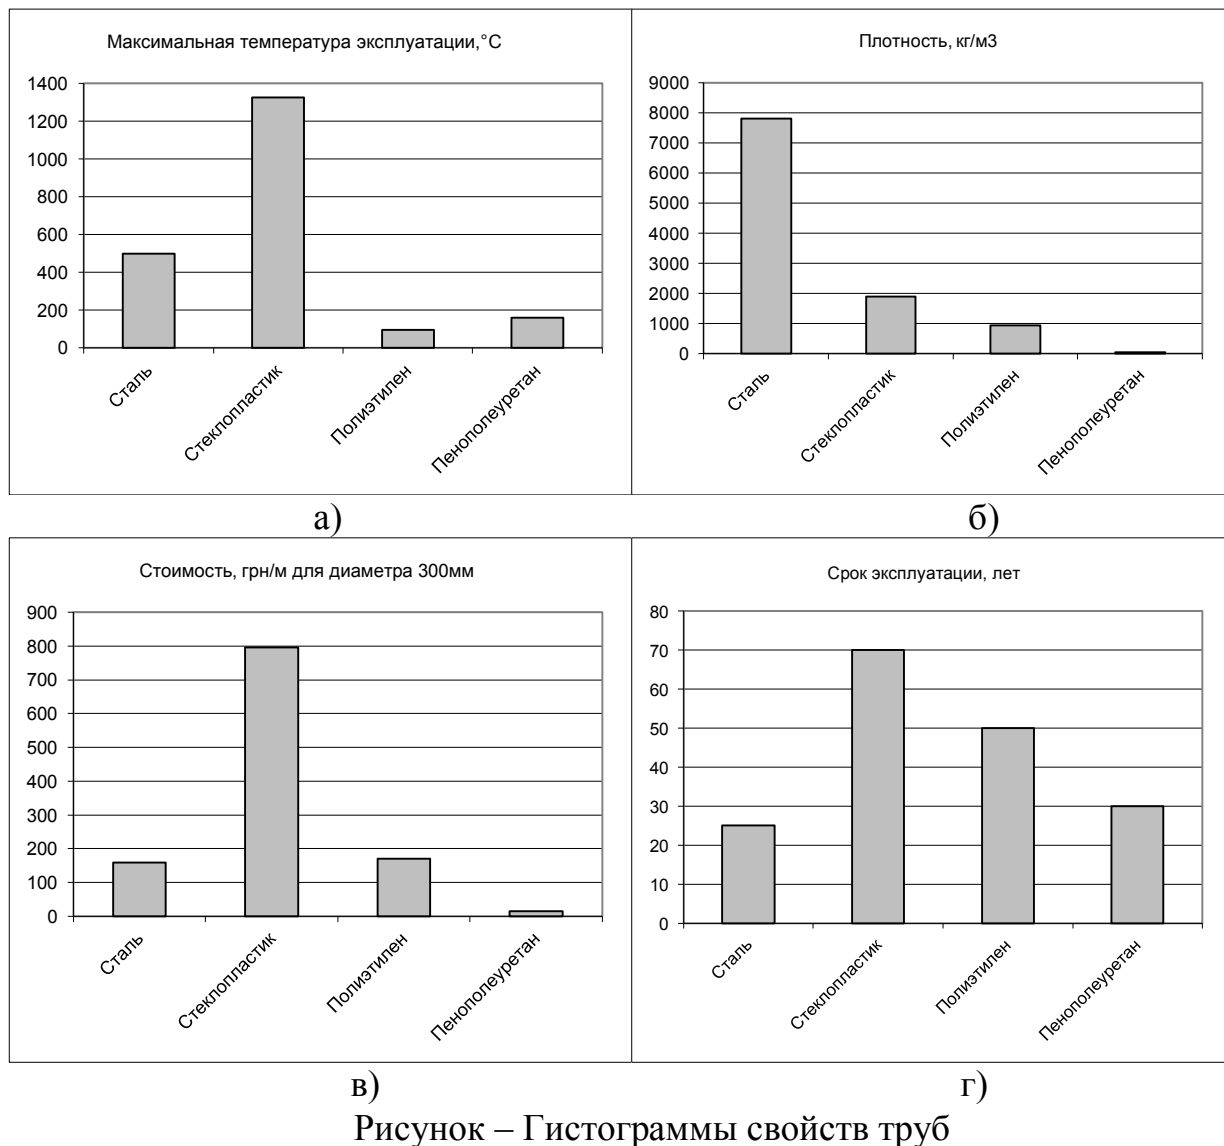 Максимальная температура эксплуатации,°С
1400
1200
1000
800
600
400
200
0
Сталь
Стеклопластик
Полиэтилен
Пенополеуретан
а)
Плотность, кг/м3
9000
8000
7000
6000
5000
4000
3000
2000
1000
0
Сталь
Стеклопластик
Полиэтилен
Пенополеуретан
б)
Стоимость, грн/м для диаметра 300мм
900
800
700
600
500
400
300
200
100
0
Сталь
Стеклопластик
Полиэтилен
Пенополеуретан
в)
Срок эксплуатации, лет
80
70
60
50
40
30
20
10
0
Сталь
Стеклопластик
Полиэтилен
Пенополеуретан
г)
Рисунок – Гистограммы свойств труб